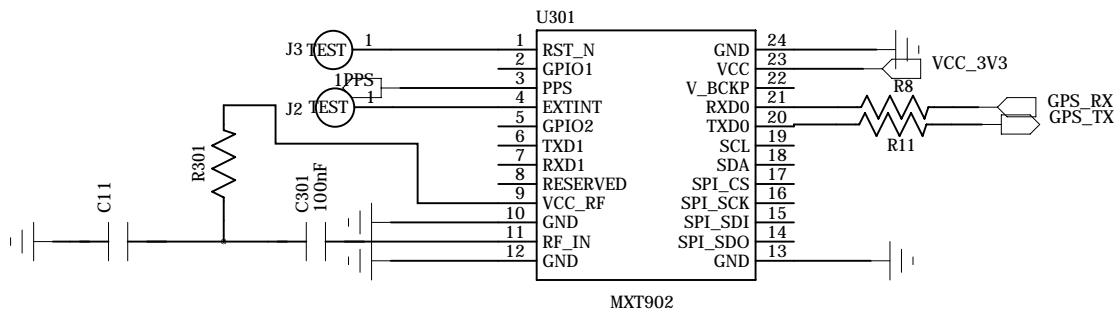 U301
J3 TEST 1
1 RST_N
2 GPIO1
1PPS
3 PPS
J2 TEST 1
4 EXTINT
5 GPIO2
6 TXD1
7 RXD1
8 RESERVED
9 VCC_RF
10 GND
11 RF_IN
12 GND
GND 24
VCC 23
VCC_3V3
V_BCKP 22
R8
RXD0 21
GPS_RX
TXD0 20
GPS_TX
R11
SCL 19
SDA 18
SPI_CS 17
SPI_SCK 16
SPI_SDI 15
SPI_SDO 14
GND 13
R301
C11
C301
100nF
MXT902